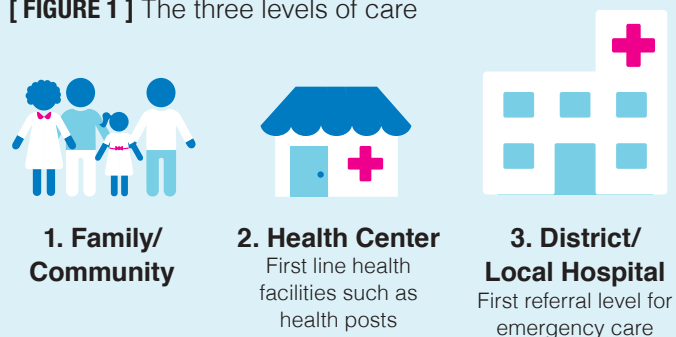 [ FIGURE 1 ] The three levels of care
1. Family/
Community
2. Health Center
First line health
facilities such as
health posts
3. District/
Local Hospital
First referral level for
emergency care